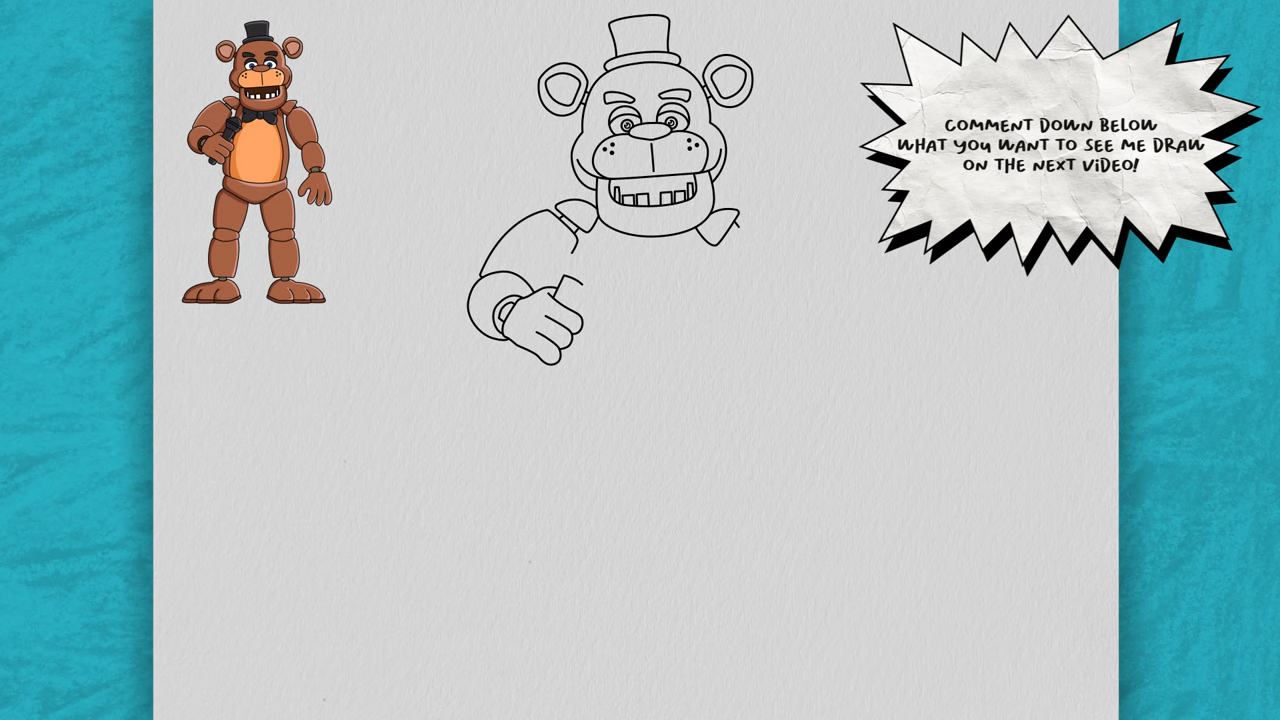 COMMENT DOWN BELOW
WHAT YOU WANT TO SEE ME DRAW
ON THE NEXT VIDEO!